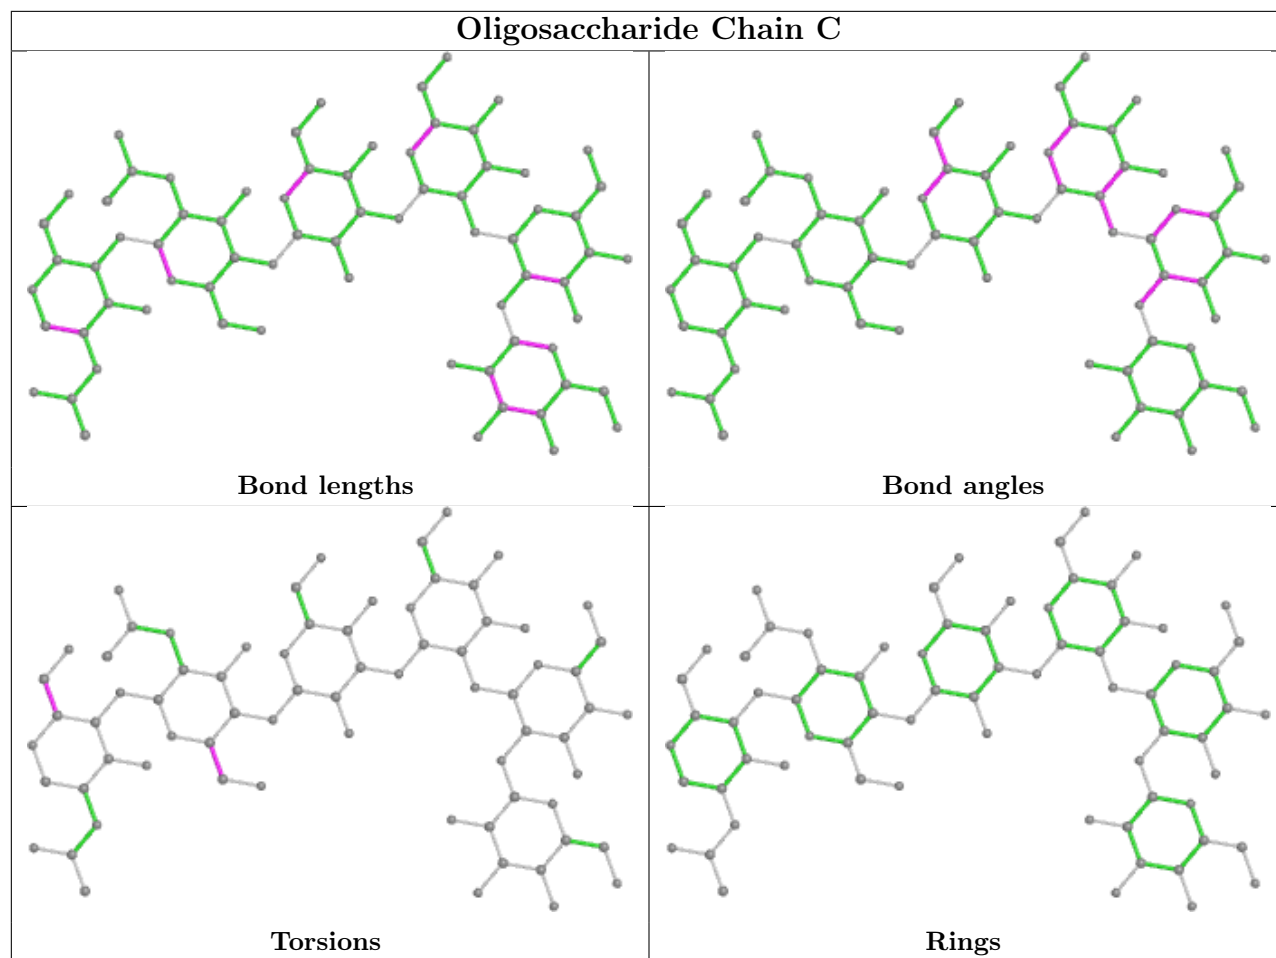 Oligosaccharide Chain C
Bond lengths
Bond angles
Torsions
Rings